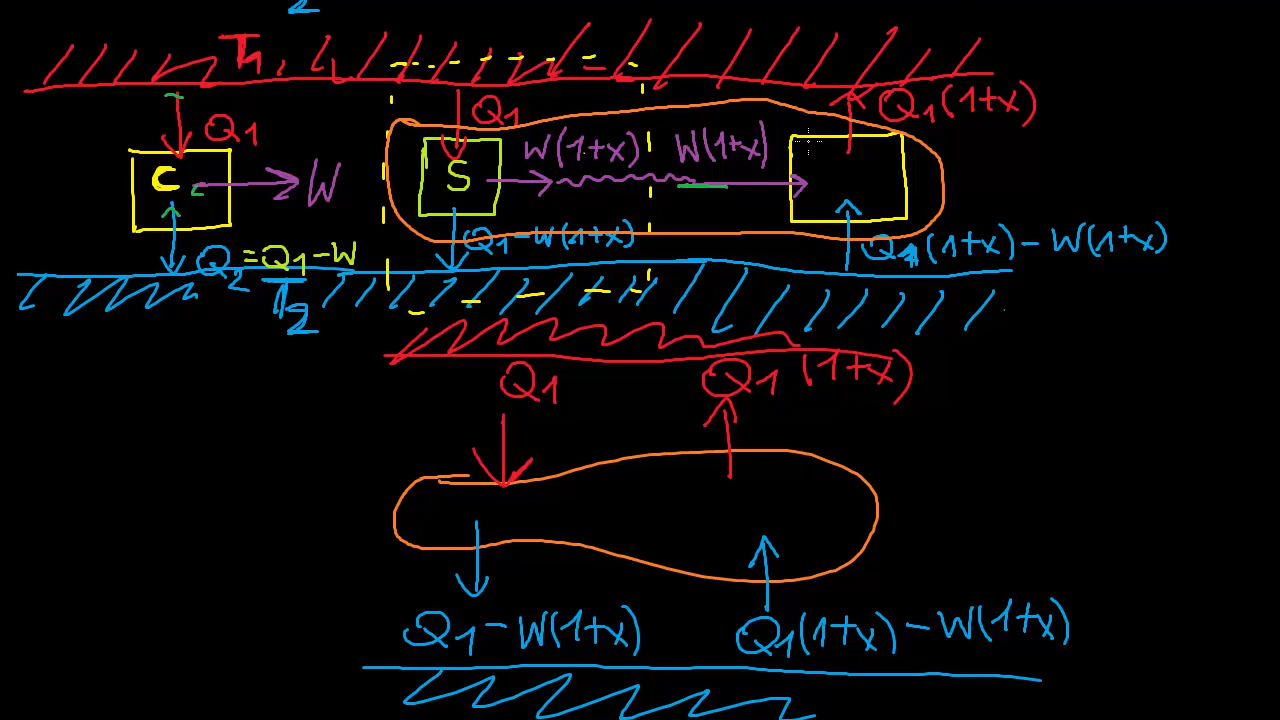 2
T1
Q1
Q1
Q1(1+x)
C
W
S
W(1+x)
W(1+x)
Q2=Q1-W
Q1-W(1+x)
Q1(1+x)-W(1+x)
T2
Q1
Q1(1+x)
Q1-W(1+x)
Q1(1+x)-W(1+x)